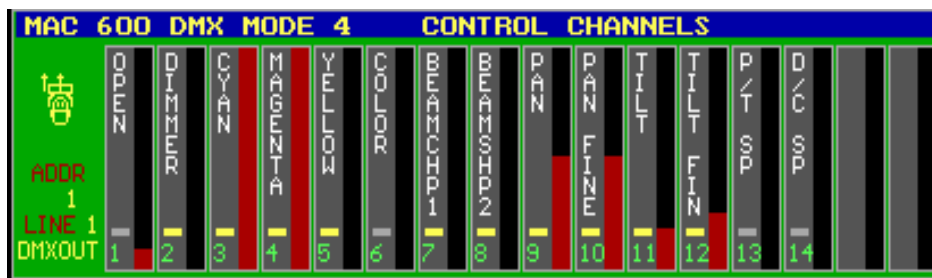 MAC 600 DMX MODE 4 CONTROL CHANNELS
OPEN
DIMMER
CYAN
MAGENTA
YELLOW
COLOR
BEAMCHP1
BEAMSHP2
PAN
PAN FINE
TILT
TILT FIN
P/T SP
D/C SP
ADDR
1
LINE 1
DMXOUT 1 2 3 4 5 6 7 8 9 10 11 12 13 14